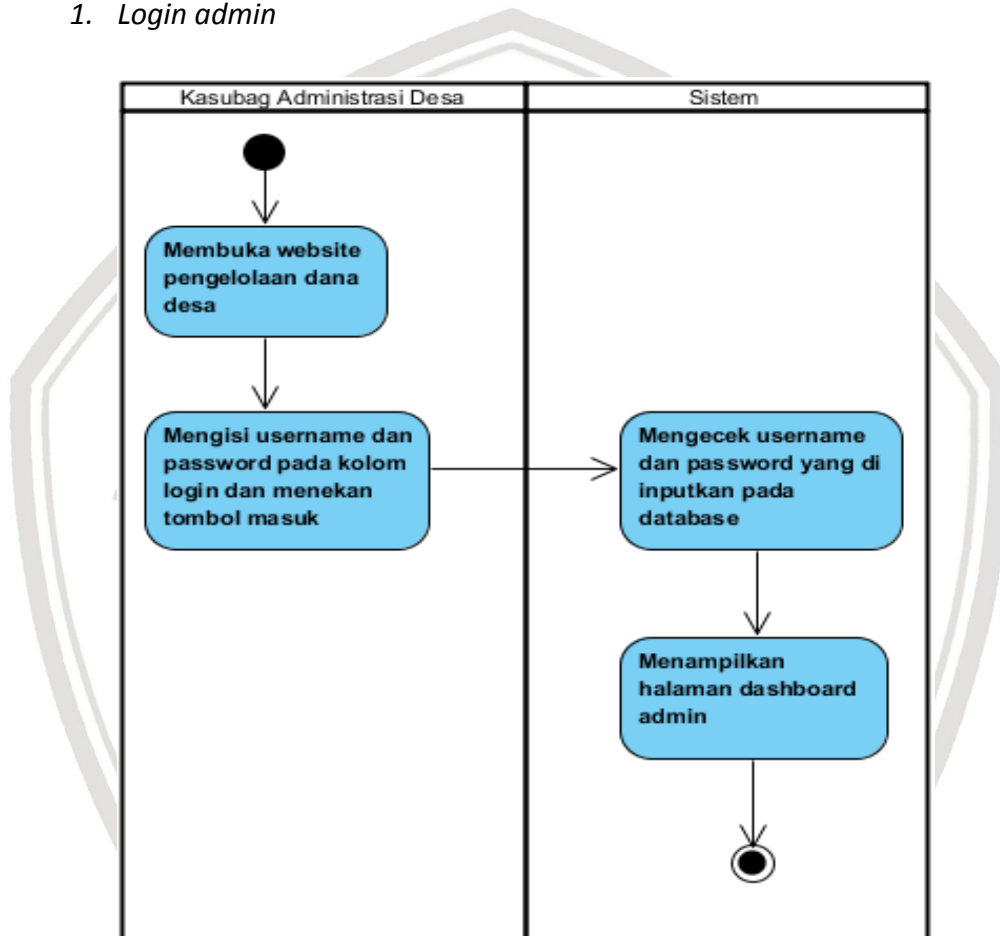 1. Login admin
Kasubag Administrasi Desa
Sistem
Membuka website
pengelolaan dana
desa
Mengisi username dan
password pada kolom
login dan menekan
tombol masuk
Mengecek username
dan password yang di
inputkan pada
database
Menampilkan
halaman dashboard
admin